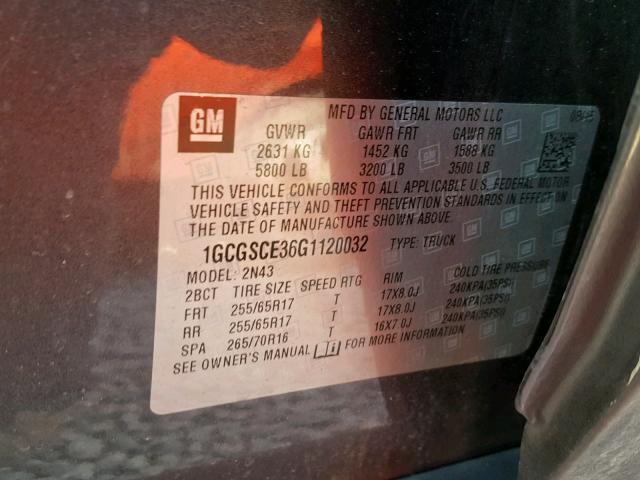 GM
MFD BY GENERAL MOTORS LLC
GVWR GAWR FRT GAWR RR
2631 KG 1452 KG 1588 KG
5800 LB 3200 LB 3500 LB
THIS VEHICLE CONFORMS TO ALL APPLICABLE U.S. FEDERAL MOTOR
VEHICLE SAFETY AND THEFT PREVENTION STANDARDS IN EFFECT ON
THE DATE OF MANUFACTURE SHOWN ABOVE.
1GCGSCE36G1120032 TYPE: TRUCK
MODEL: 2N43
2BCT TIRE SIZE SPEED RTG RIM COLD TIRE PRESSURE
FRT 255/65R17 T 17X8.0J 240KPA(35PSI)
RR 255/65R17 T 17X8.0J 240KPA(35PSI)
SPA 265/70R16 T 16X7.0J 240KPA(35PSI)
SEE OWNER'S MANUAL FOR MORE INFORMATION